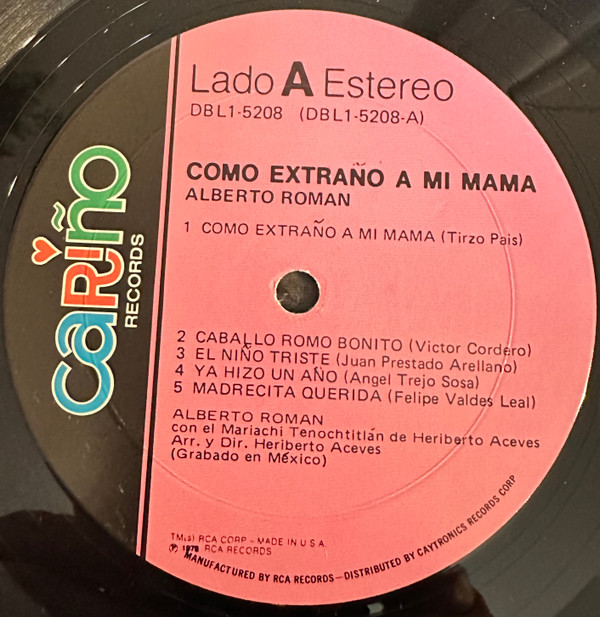 Lado A Estereo
DBL1-5208 (DBL1-5208-A)
COMO EXTRAÑO A MI MAMA
ALBERTO ROMAN
1 COMO EXTRAÑO A MI MAMA (Tirzo Pais)
cariño
RECORDS
2 CABALLO ROMO BONITO (Victor Cordero)
3 EL NIÑO TRISTE (Juan Prestado Arellano)
4 YA HIZO UN AÑO (Angel Trejo Sosa)
5 MADRECITA QUERIDA (Felipe Valdes Leal)
ALBERTO ROMAN
con el Mariachi Tenochtitlán de Heriberto Aceves
Arr. y Dir. Heriberto Aceves
(Grabado en México)
TM(s) RCA CORP - MADE IN U.S.A.
℗ 1978 RCA RECORDS
MANUFACTURED BY RCA RECORDS—DISTRIBUTED BY CAYTRONICS RECORDS CORP